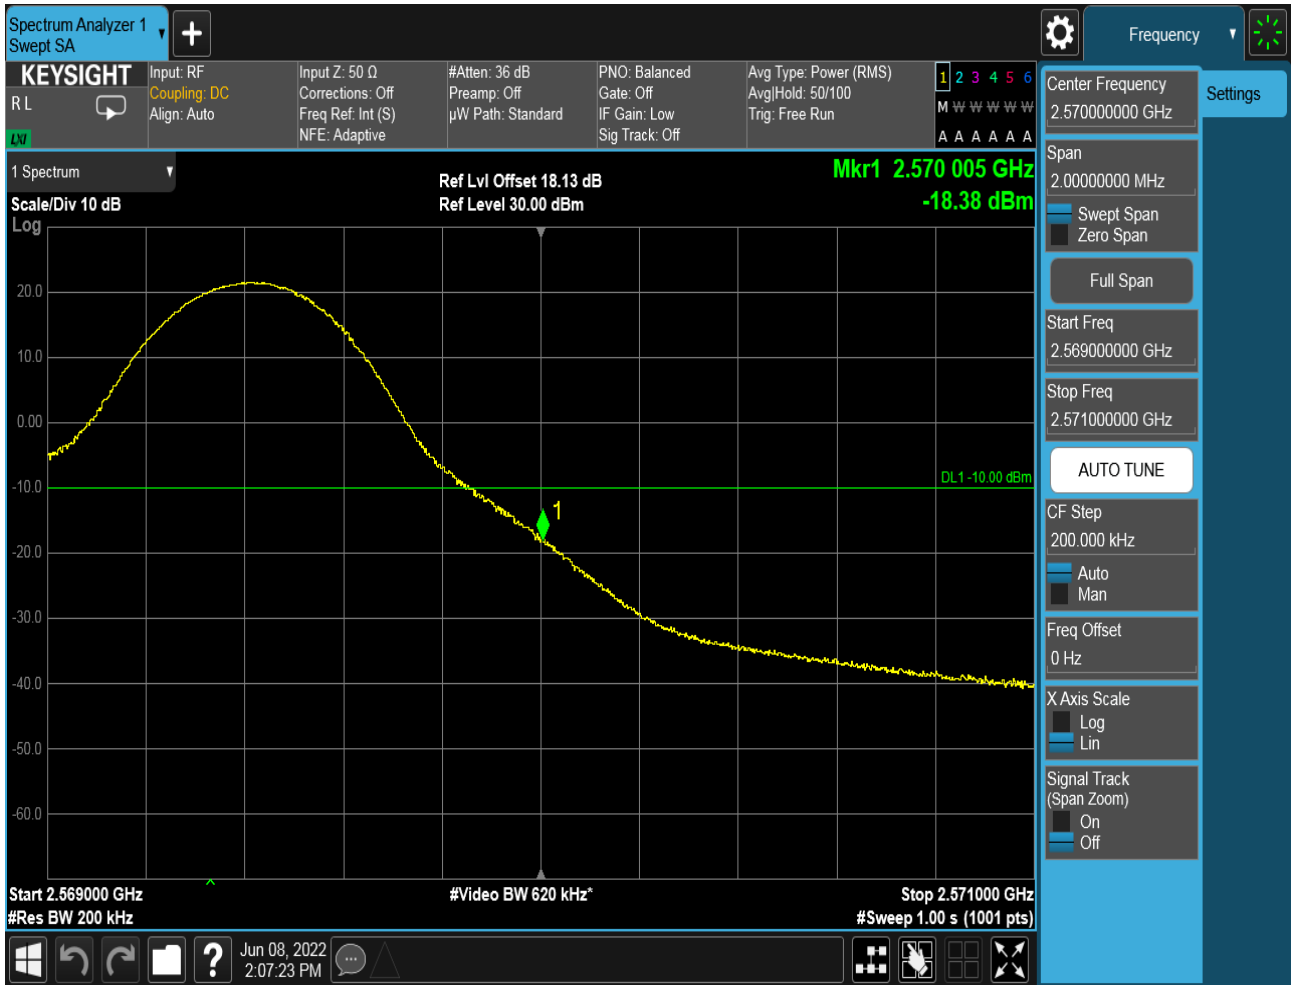 Spectrum Analyzer 1
Swept SA
Frequency
KEYSIGHT
R L
LXI
Input: RF
Coupling: DC
Align: Auto
Input Z: 50 Ω
Corrections: Off
Freq Ref: Int (S)
NFE: Adaptive
#Atten: 36 dB
Preamp: Off
µW Path: Standard
PNO: Balanced
Gate: Off
IF Gain: Low
Sig Track: Off
Avg Type: Power (RMS)
Avg|Hold: 50/100
Trig: Free Run
1 2 3 4 5 6
M W W W W W
A A A A A A
1 Spectrum
Scale/Div 10 dB
Log
Ref Lvl Offset 18.13 dB
Ref Level 30.00 dBm
Mkr1 2.570 005 GHz
-18.38 dBm
20.0
10.0
0.00
-10.0
-20.0
-30.0
-40.0
-50.0
-60.0
DL1 -10.00 dBm
1
Start 2.569000 GHz
#Res BW 200 kHz
#Video BW 620 kHz*
Stop 2.571000 GHz
#Sweep 1.00 s (1001 pts)
Jun 08, 2022
2:07:23 PM
Center Frequency
2.570000000 GHz
Span
2.00000000 MHz
Swept Span
Zero Span
Full Span
Start Freq
2.569000000 GHz
Stop Freq
2.571000000 GHz
AUTO TUNE
CF Step
200.000 kHz
Auto
Man
Freq Offset
0 Hz
X Axis Scale
Log
Lin
Signal Track
(Span Zoom)
On
Off
Settings